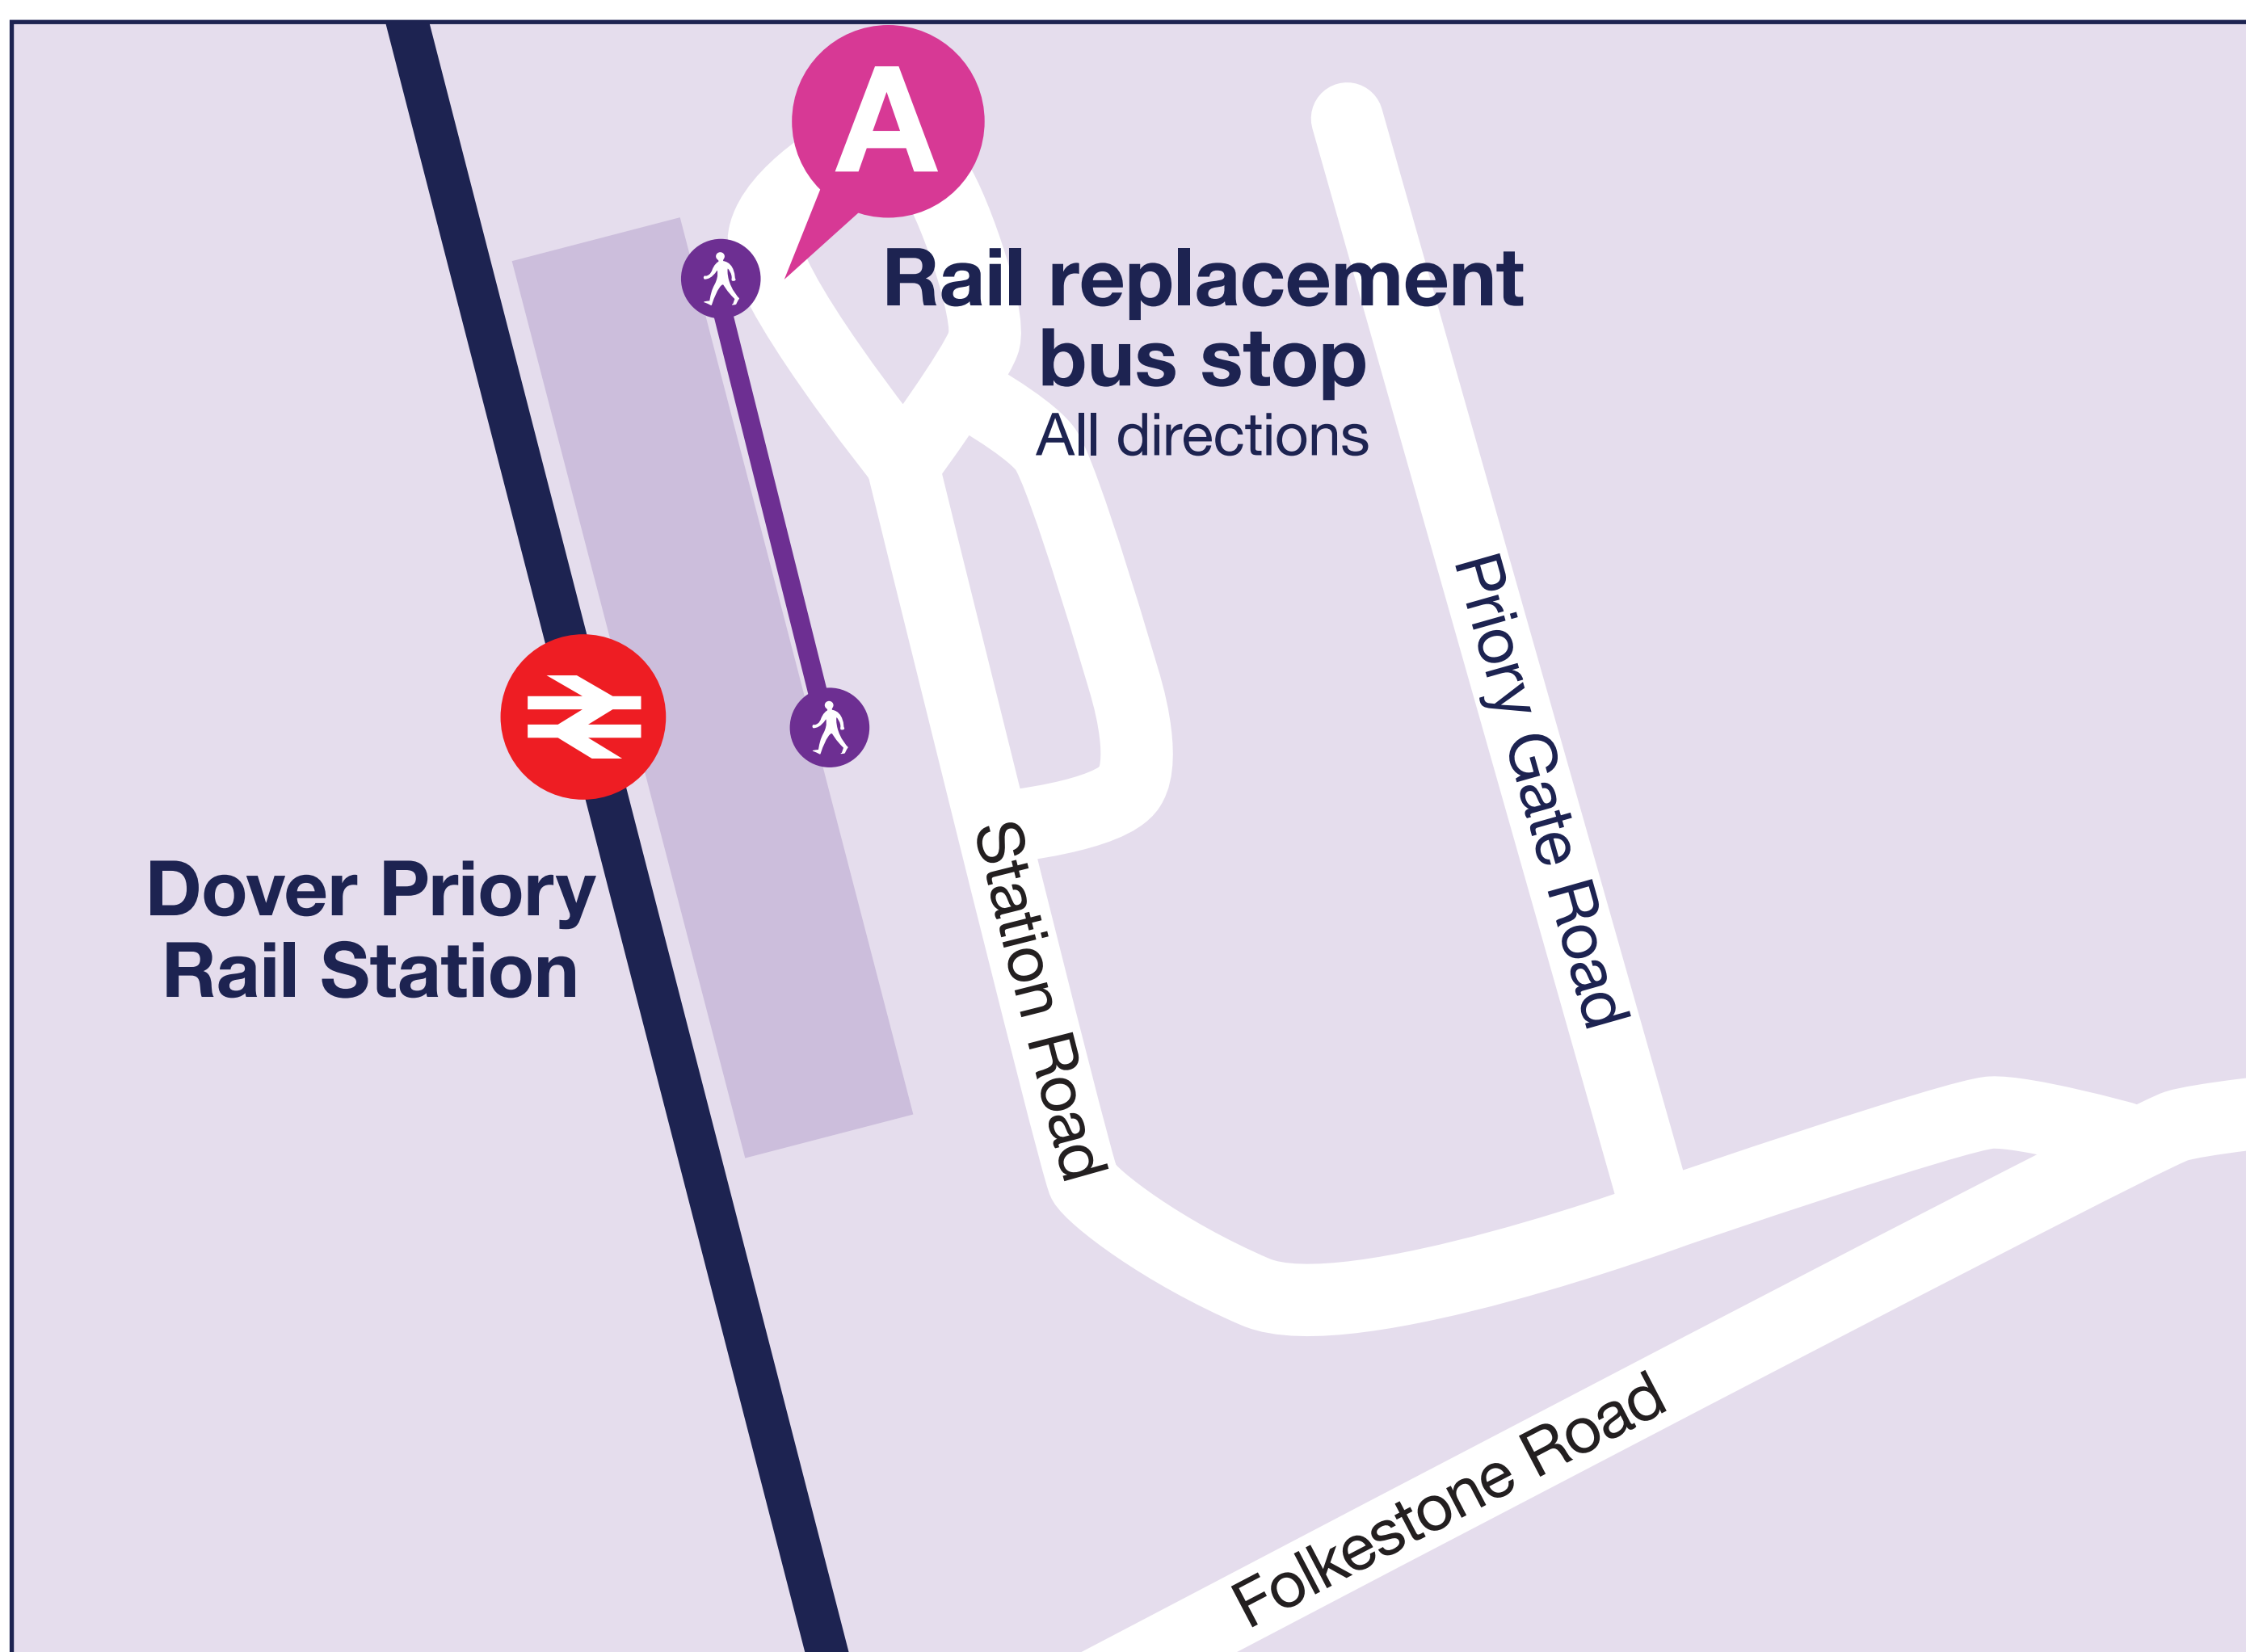 A
Rail replacement
bus stop
All directions
Priory Gate Road
Dover Priory
Rail Station
Station Road
Folkestone Road